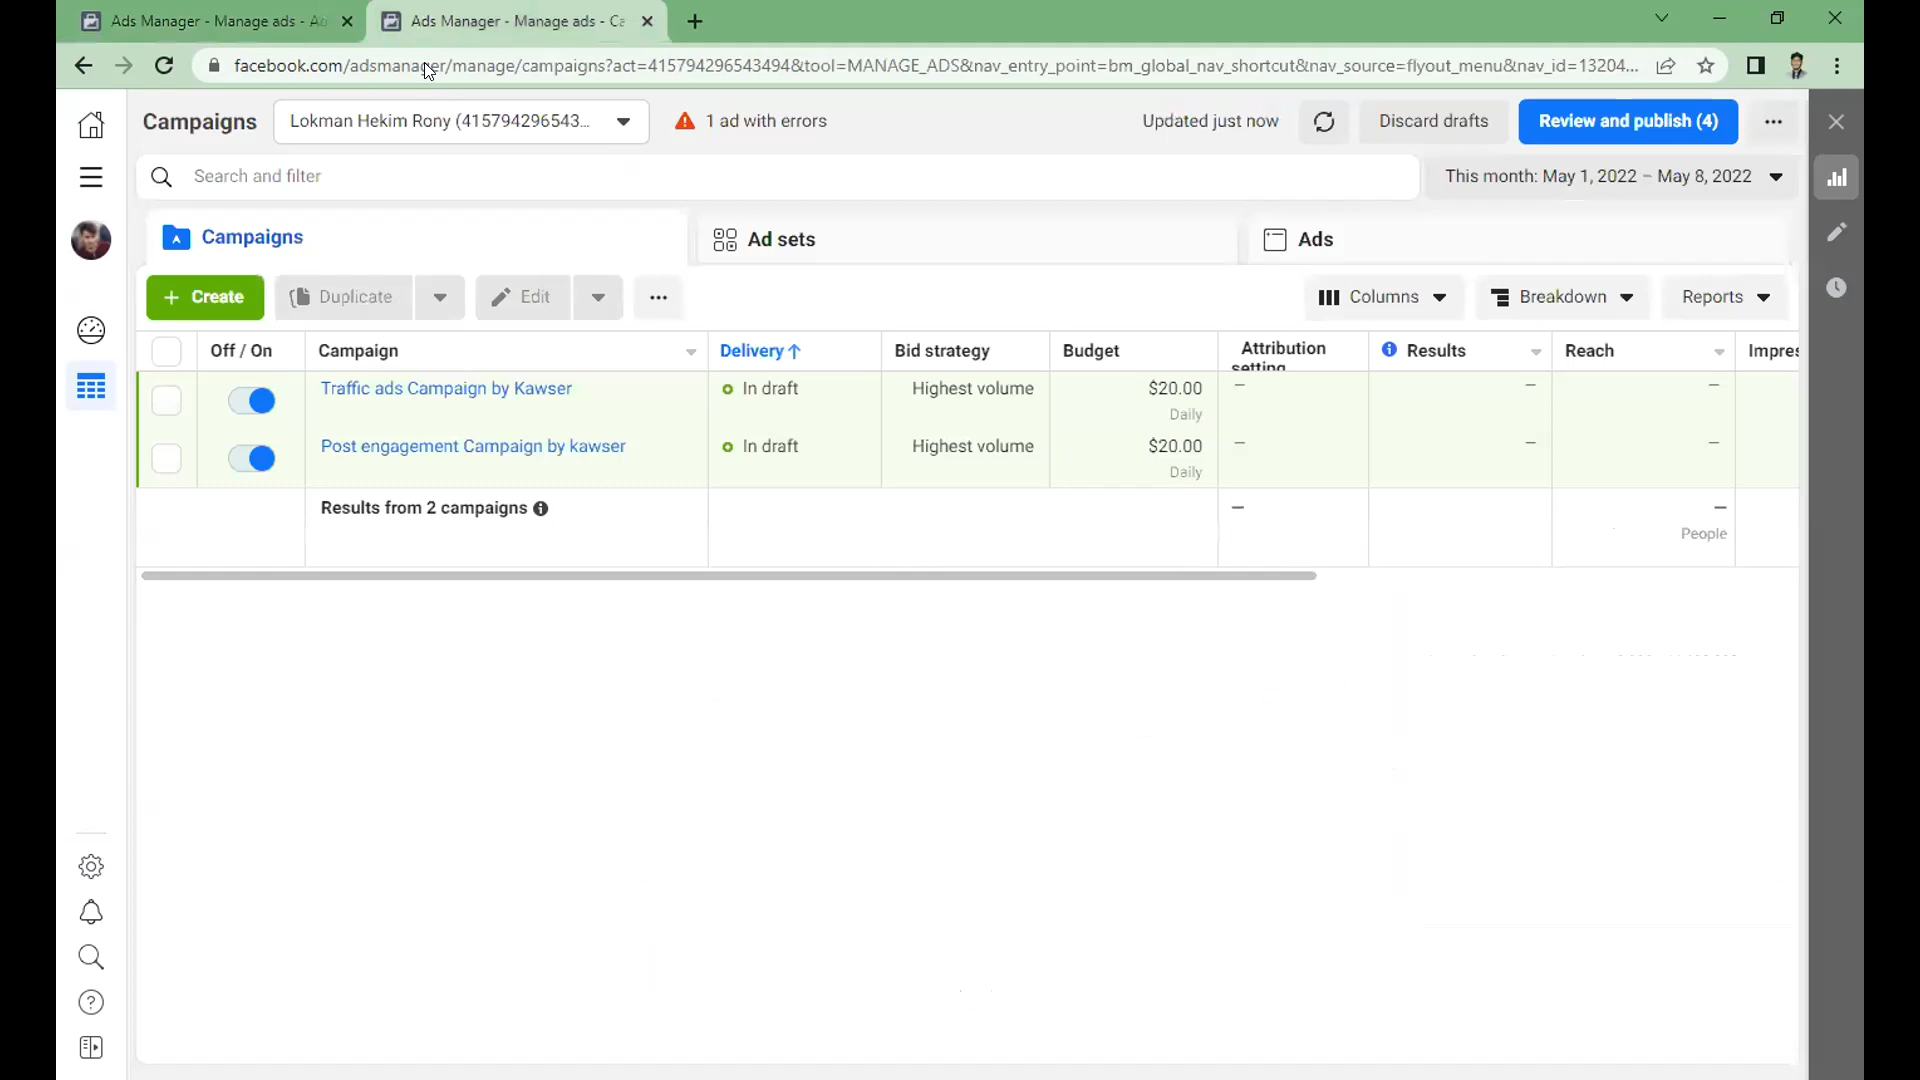 Ads Manager - Manage ads - Ac
Ads Manager - Manage ads - Ca
facebook.com/adsmanager/manage/campaigns?act=415794296543494&tool=MANAGE_ADS&nav_entry_point=bm_global_nav_shortcut&nav_source=flyout_menu&nav_id=13204...
Campaigns
Lokman Hekim Rony (415794296543...
1 ad with errors
Updated just now
Discard drafts
Review and publish (4)
Search and filter
This month: May 1, 2022 – May 8, 2022
Campaigns
Ad sets
Ads
+ Create
Duplicate
Edit
...
Columns
Breakdown
Reports
Off / On
Campaign
Delivery ↑
Bid strategy
Budget
Attribution
setting
Results
Reach
Impres
Traffic ads Campaign by Kawser
In draft
Highest volume
$20.00
Daily
–
–
–
Post engagement Campaign by kawser
In draft
Highest volume
$20.00
Daily
–
–
–
Results from 2 campaigns
–
–
People